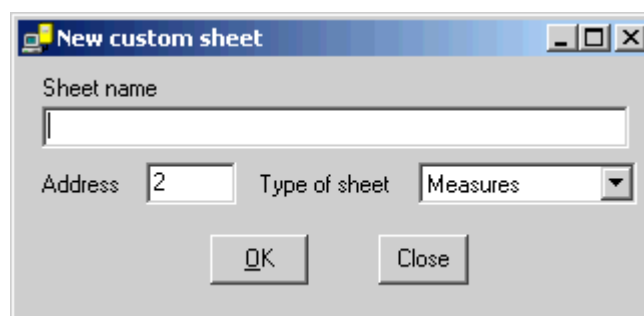 New custom sheet
Sheet name
Address 2 Type of sheet Measures
OK Close